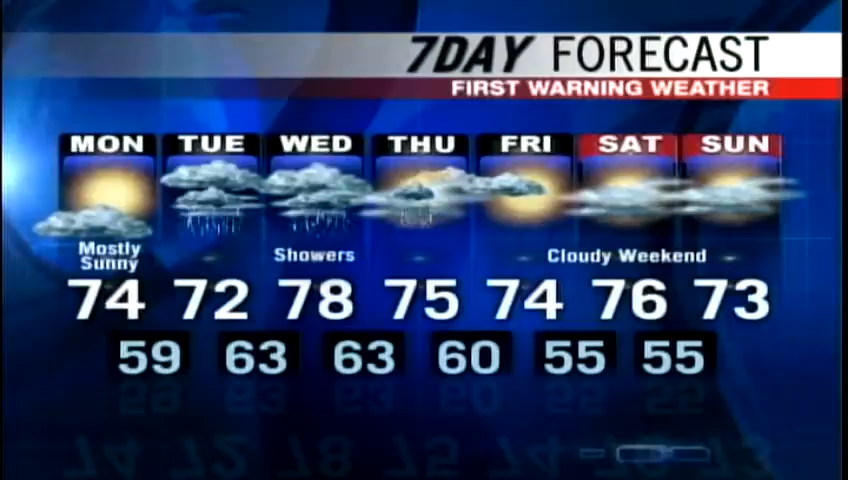 7DAY FORECAST
FIRST WARNING WEATHER
MON TUE WED THU FRI SAT SUN
Mostly
Sunny
Showers
Cloudy Weekend
74 72 78 75 74 76 73
59 63 63 60 55 55